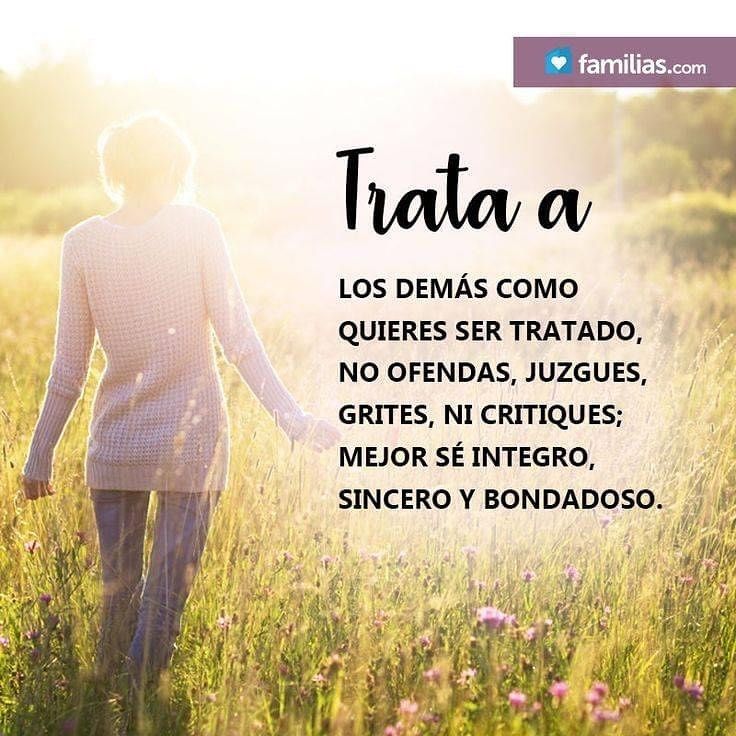 familias.com
Trata a
LOS DEMÁS COMO
QUIERES SER TRATADO,
NO OFENDAS, JUZGUES,
GRITES, NI CRITIQUES;
MEJOR SÉ INTEGRO,
SINCERO Y BONDADOSO.